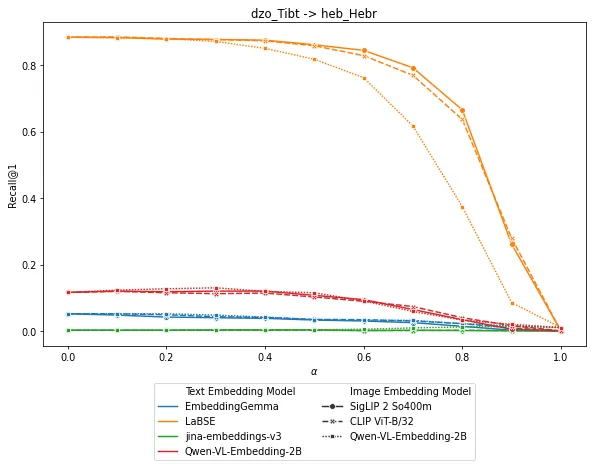 dzo_Tibt -> heb_Hebr
Recall@1
0.8
0.6
0.4
0.2
0.0
0.0 0.2 0.4 0.6 0.8 1.0
α
Text Embedding Model
EmbeddingGemma
LaBSE
jina-embeddings-v3
Qwen-VL-Embedding-2B
Image Embedding Model
SigLIP 2 So400m
CLIP ViT-B/32
Qwen-VL-Embedding-2B